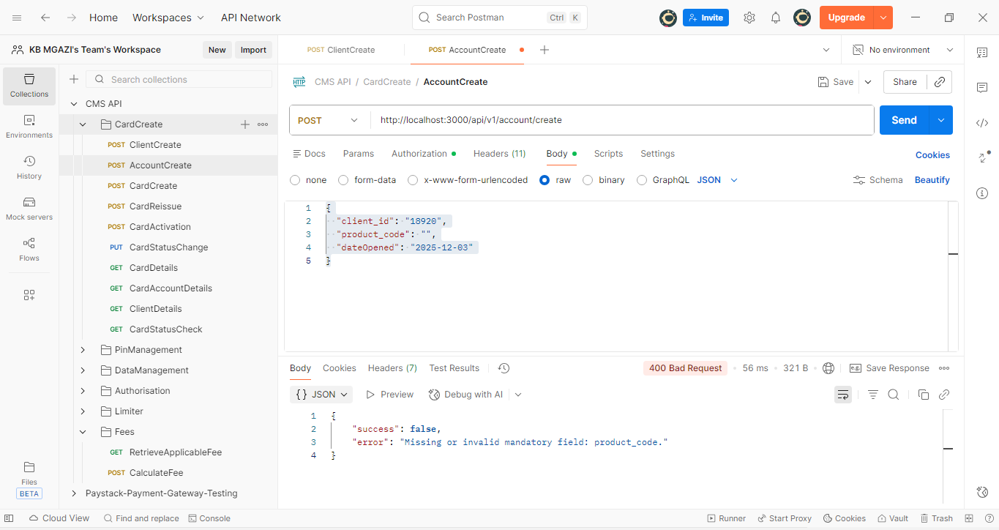 Home Workspaces API Network Search Postman Ctrl K Invite Upgrade
KB MGAZI's Team's Workspace New Import POST ClientCreate POST AccountCreate No environment
Collections
Environments
History
Mock servers
Flows
Files
BETA
Search collections
CMS API
CardCreate
POST ClientCreate
POST AccountCreate
POST CardCreate
POST CardReissue
POST CardActivation
PUT CardStatusChange
GET CardDetails
GET CardAccountDetails
GET ClientDetails
GET CardStatusCheck
PinManagement
DataManagement
Authorisation
Limiter
Fees
GET RetrieveApplicableFee
POST CalculateFee
Paystack-Payment-Gateway-Testing
HTTP CMS API / CardCreate / AccountCreate Save Share
POST http://localhost:3000/api/v1/account/create Send
Docs Params Authorization Headers (11) Body Scripts Settings Cookies
none form-data x-www-form-urlencoded raw binary GraphQL JSON Schema Beautify
1 {
2 "client_id": "18920",
3 "product_code": "",
4 "dateOpened": "2025-12-03"
5 }
Body Cookies Headers (7) Test Results 400 Bad Request 56 ms 321 B e.g. Save Response
{} JSON Preview Debug with AI
1 {
2 "success": false,
3 "error": "Missing or invalid mandatory field: product_code."
4 }
Cloud View Find and replace Console Runner Start Proxy Cookies Vault Trash